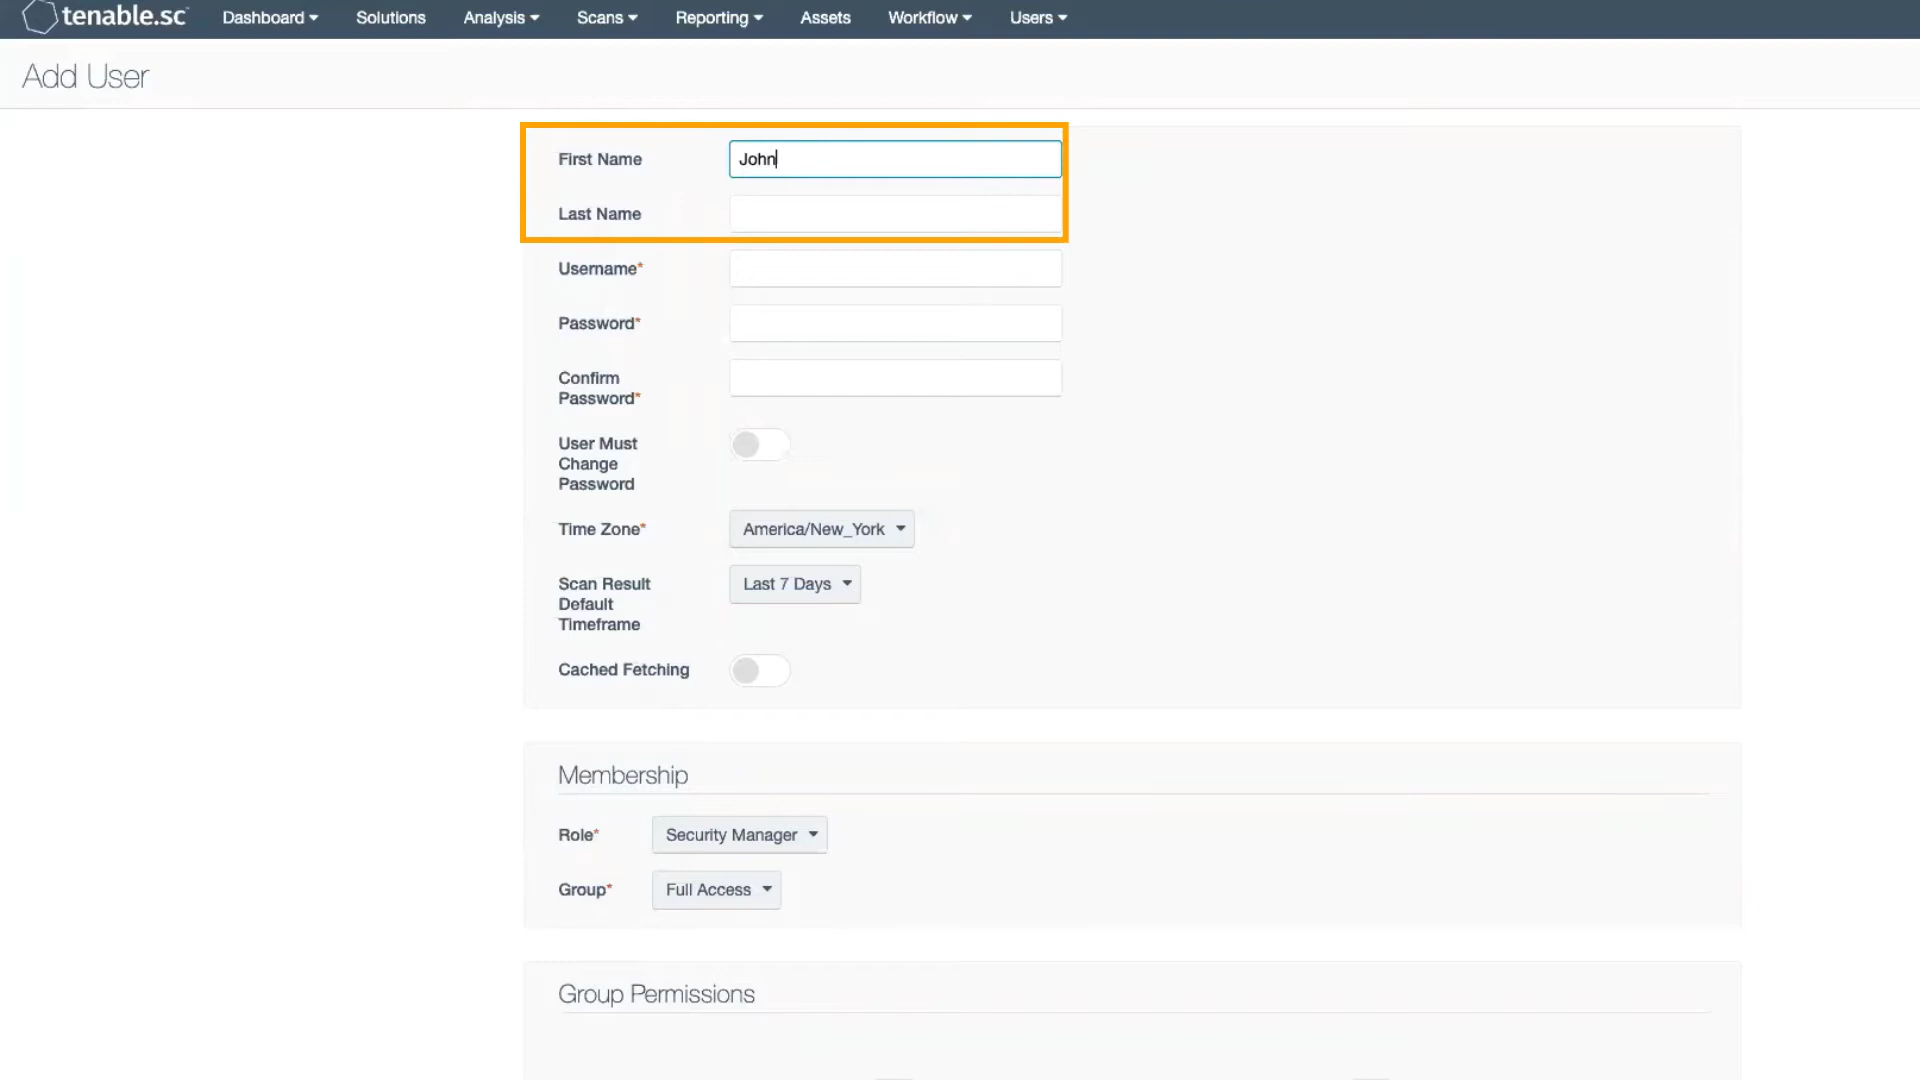 tenable.sc Dashboard Solutions Analysis Scans Reporting Assets Workflow Users
Add User
First Name John
Last Name
Username*
Password*
Confirm
Password*
User Must
Change
Password
Time Zone* America/New_York
Scan Result Last 7 Days
Default
Timeframe
Cached Fetching
Membership
Role* Security Manager
Group* Full Access
Group Permissions